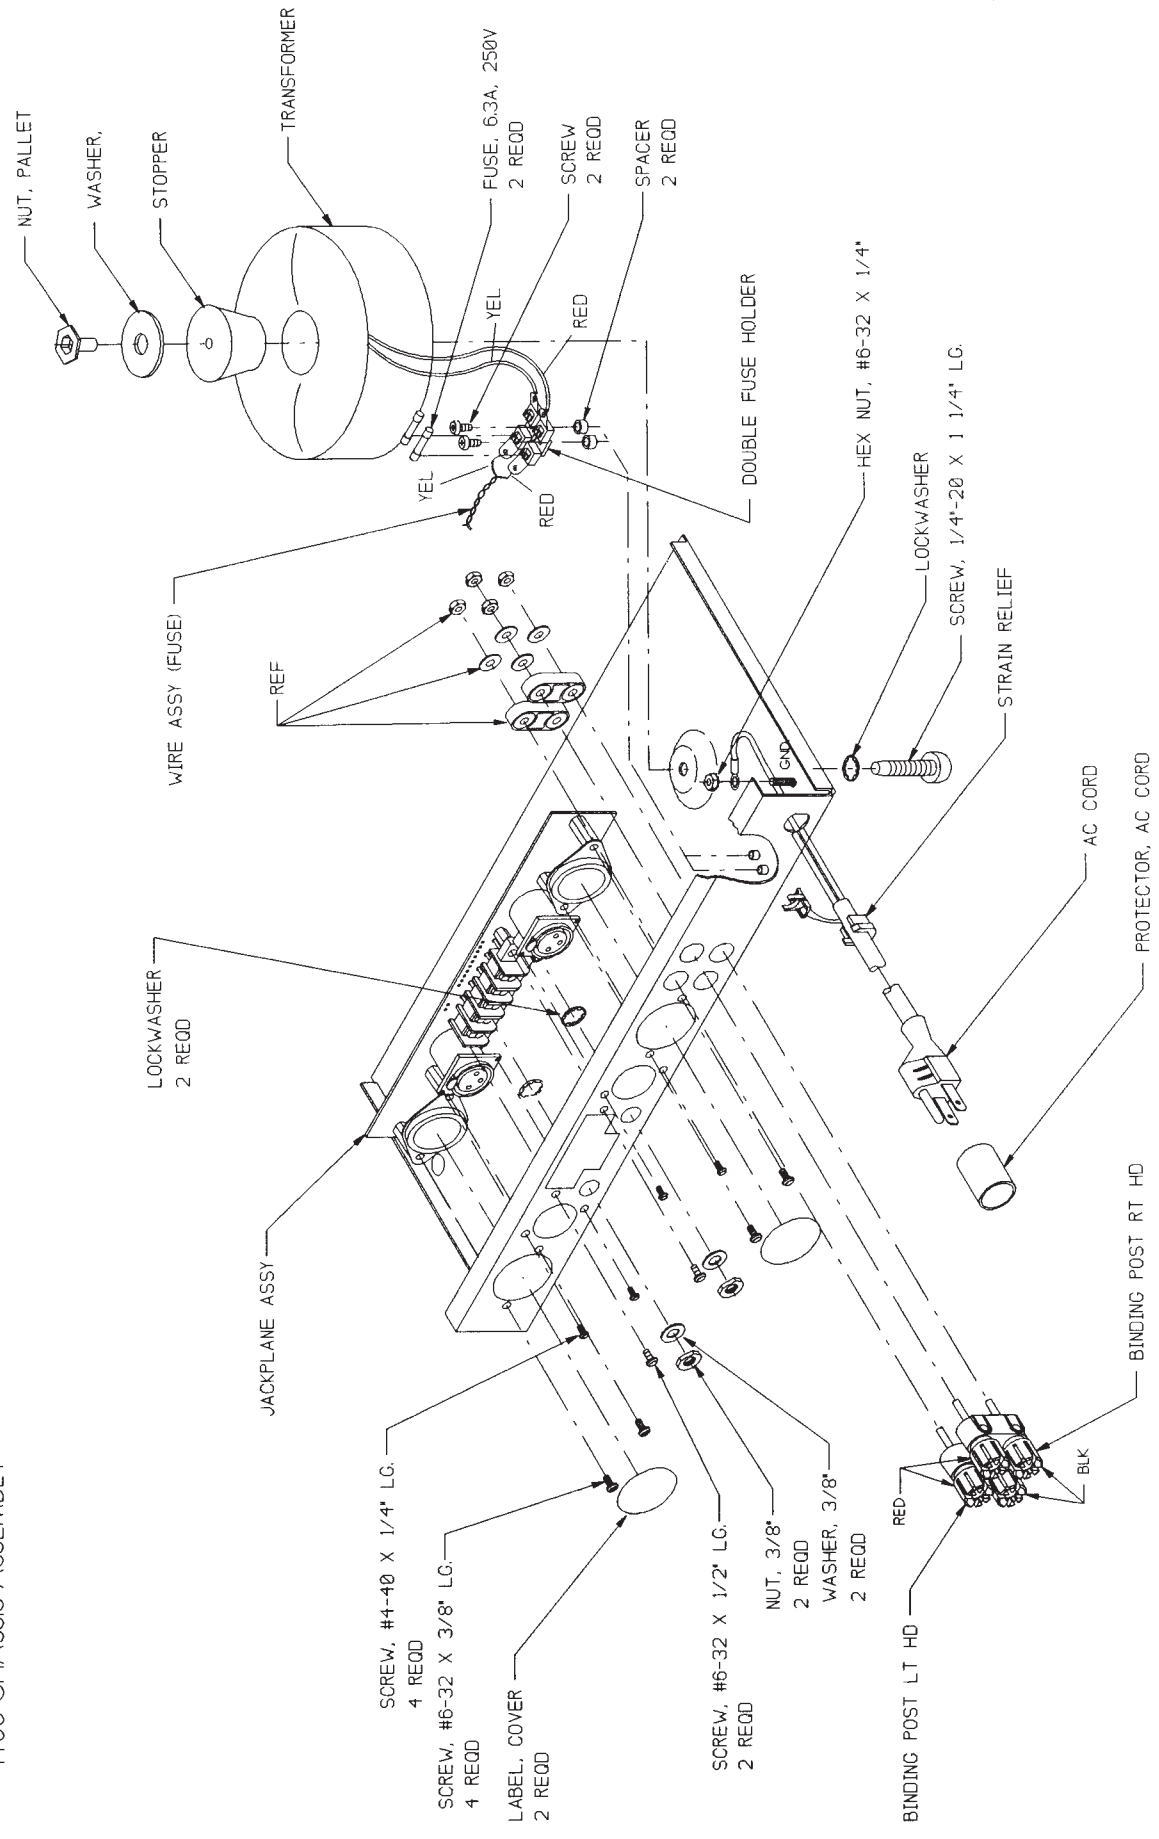 NUT, PALLET
WASHER,
STOPPER
TRANSFORMER
FUSE, 6.3A, 250V
2 REQD
SCREW
2 REQD
SPACER
2 REQD
YEL
RED
YEL
RED
WIRE ASSY (FUSE)
DOUBLE FUSE HOLDER
HEX NUT, #6-32 X 1/4"
LOCKWASHER
SCREW, 1/4"-20 X 1 1/4" LG.
STRAIN RELIEF
REF
GND
AC CORD
PROTECTOR, AC CORD
LOCKWASHER
2 REQD
JACKPLANE ASSY
SCREW, #4-40 X 1/4" LG.
4 REQD
SCREW, #6-32 X 3/8" LG.
4 REQD
LABEL, COVER
2 REQD
SCREW, #6-32 X 1/2" LG.
2 REQD
NUT, 3/8"
2 REQD
WASHER, 3/8"
2 REQD
BINDING POST LT HD
RED
BLK
BINDING POST RT HD